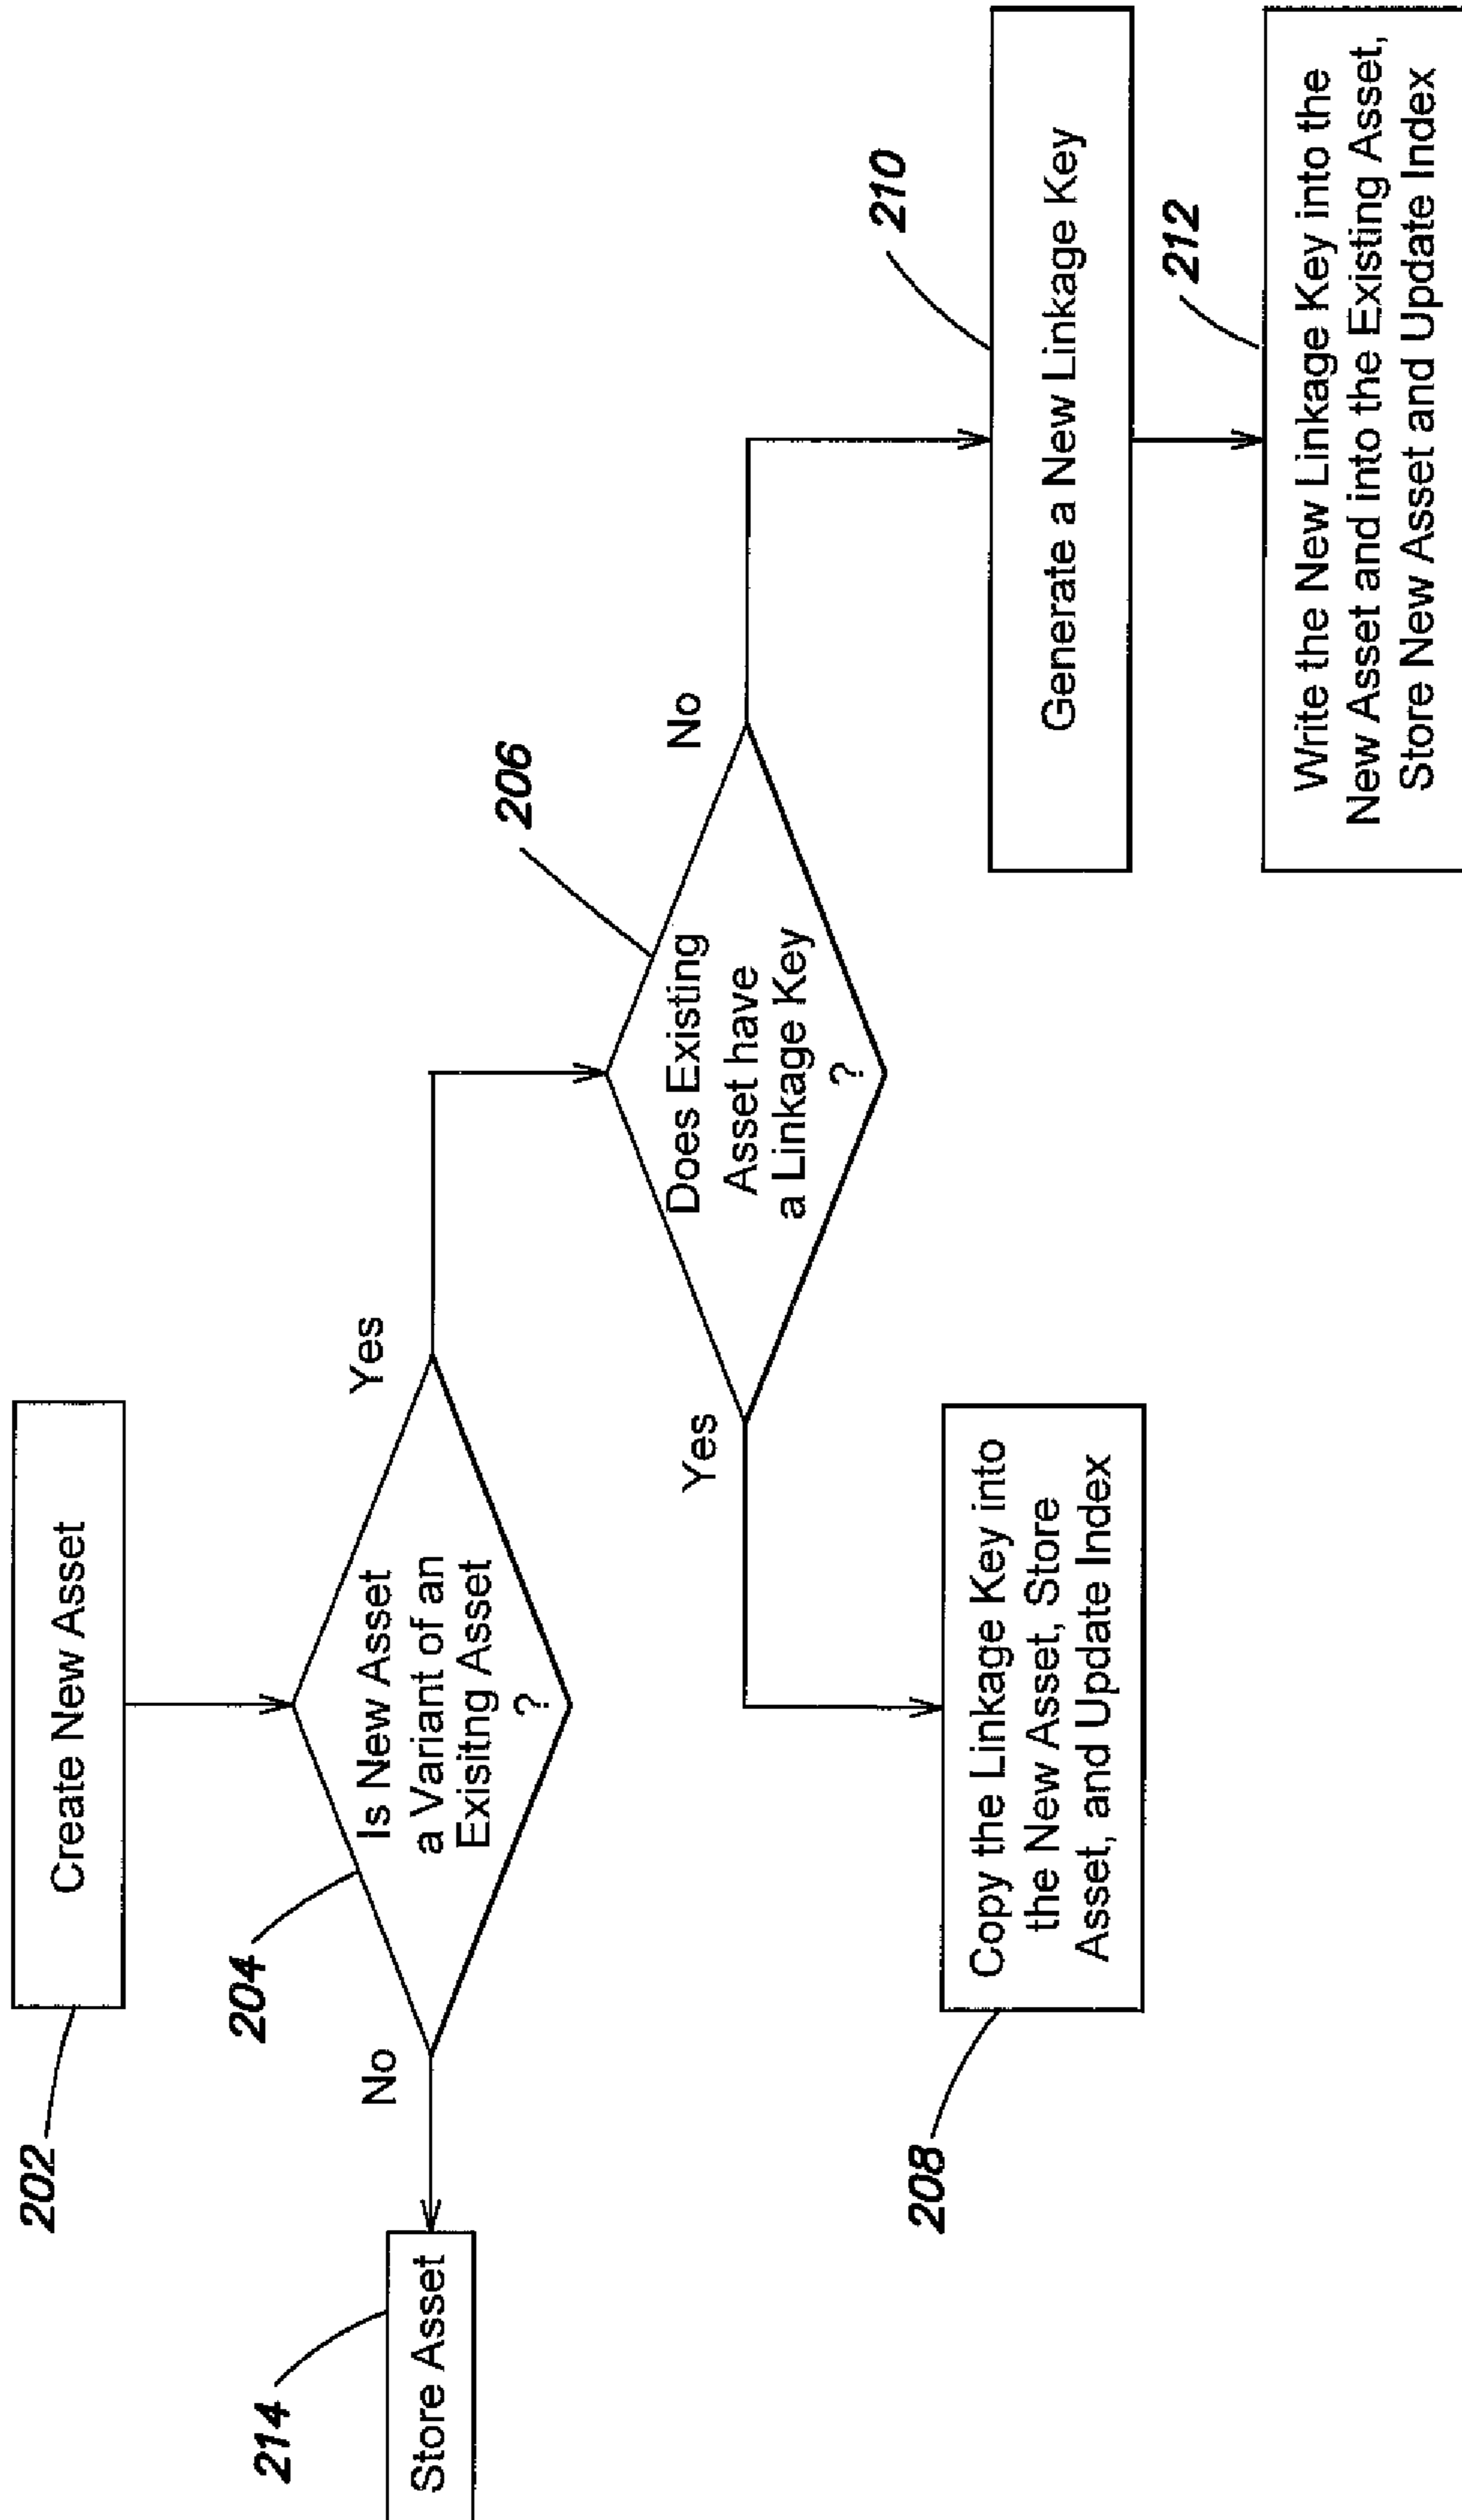 202
Create New Asset
204
Is New Asset
a Variant of an
Exisitng Asset
?
No
Yes
214
Store Asset
206
Does Existing
Asset have
a Linkage Key
?
Yes
No
208
Copy the Linkage Key into
the New Asset, Store
Asset, and Update Index
210
Generate a New Linkage Key
212
Write the New Linkage Key into the
New Asset and into the Existing Asset,
Store New Asset and Update Index